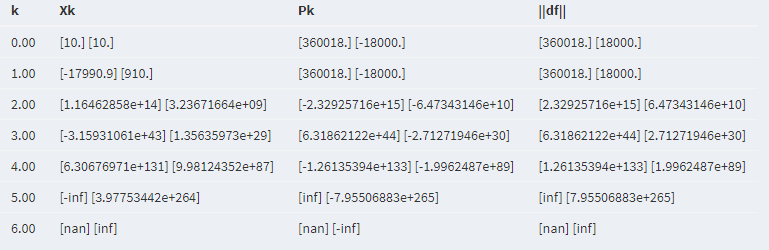 k Xk Pk ||df||
0.00 [10.] [10.] [360018.] [-18000.] [360018.] [18000.]
1.00 [-17990.9] [910.] [360018.] [-18000.] [360018.] [18000.]
2.00 [1.16462858e+14] [3.23671664e+09] [-2.32925716e+15] [-6.47343146e+10] [2.32925716e+15] [6.47343146e+10]
3.00 [-3.15931061e+43] [1.35635973e+29] [6.31862122e+44] [-2.71271946e+30] [6.31862122e+44] [2.71271946e+30]
4.00 [6.30676971e+131] [9.98124352e+87] [-1.26135394e+133] [-1.9962487e+89] [1.26135394e+133] [1.9962487e+89]
5.00 [-inf] [3.97753442e+264] [inf] [-7.95506883e+265] [inf] [7.95506883e+265]
6.00 [nan] [inf] [nan] [-inf] [nan] [inf]